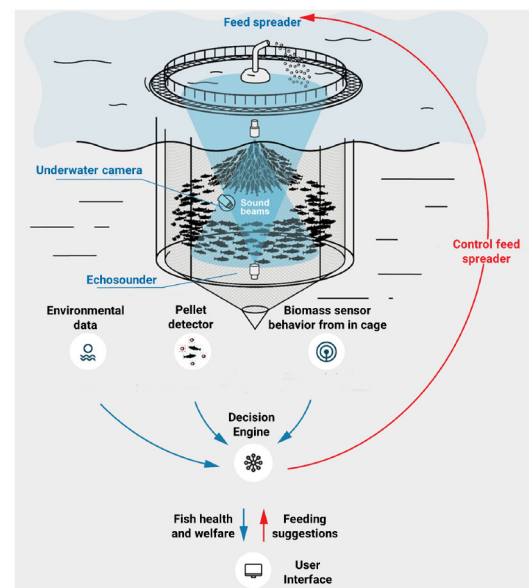 Feed spreader
Underwater camera
Sound
beams
Control feed
spreader
Echosounder
Environmental
data
Pellet
detector
Biomass sensor
behavior from in cage
Decision
Engine
Fish health
and welfare
Feeding
suggestions
User
Interface